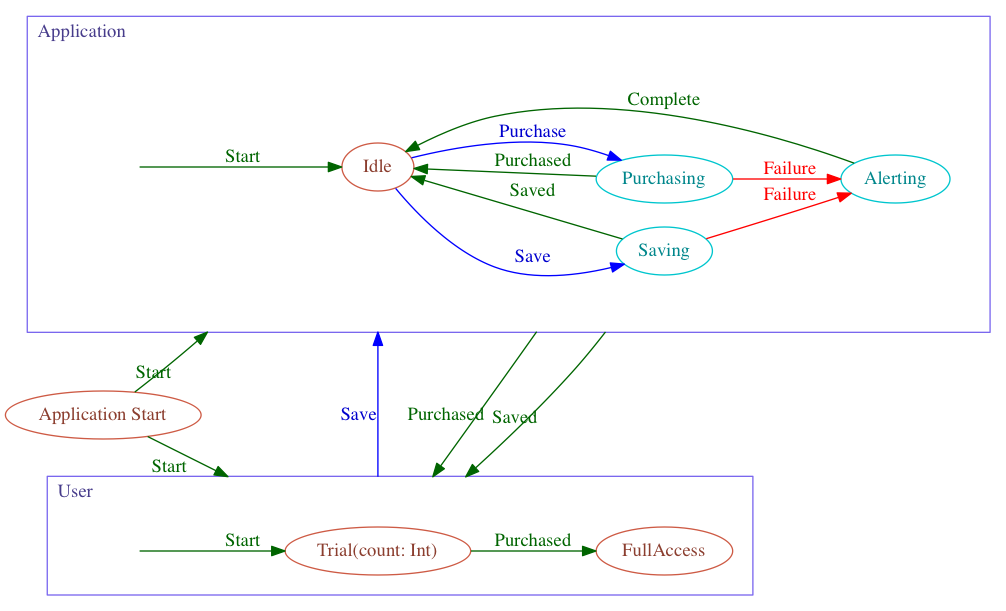 Application
Complete
Purchase
Start
Idle
Purchased
Failure
Purchasing
Alerting
Saved
Failure
Saving
Save
Start
Application Start
Save
Purchased
Saved
Start
User
Start
Trial(count: Int)
Purchased
FullAccess